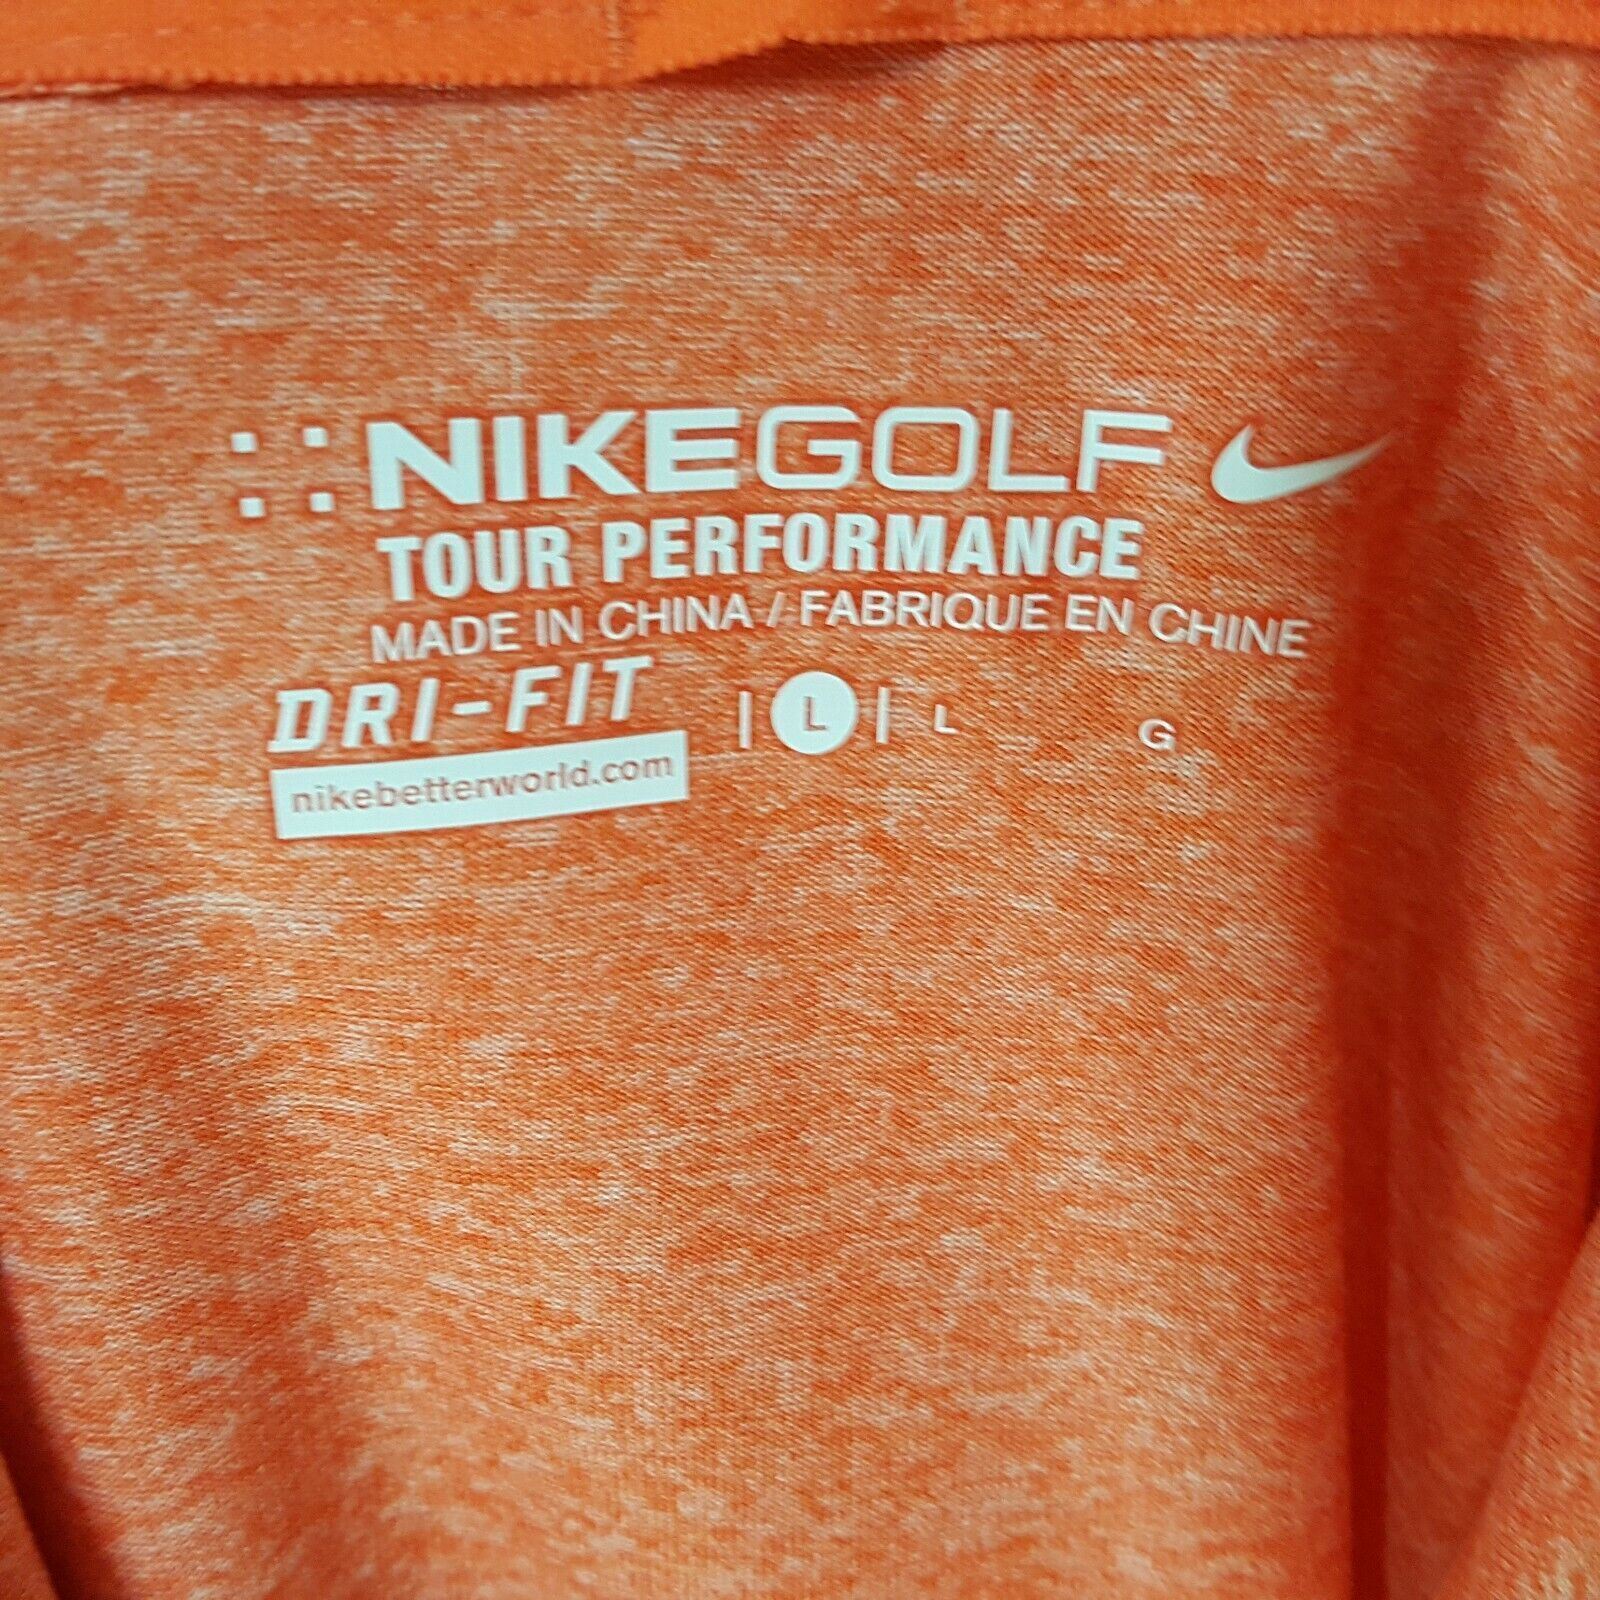 NIKEGOLF
TOUR PERFORMANCE
MADE IN CHINA / FABRIQUE EN CHINE
DRI-FIT | L | L G
nikebetterworld.com